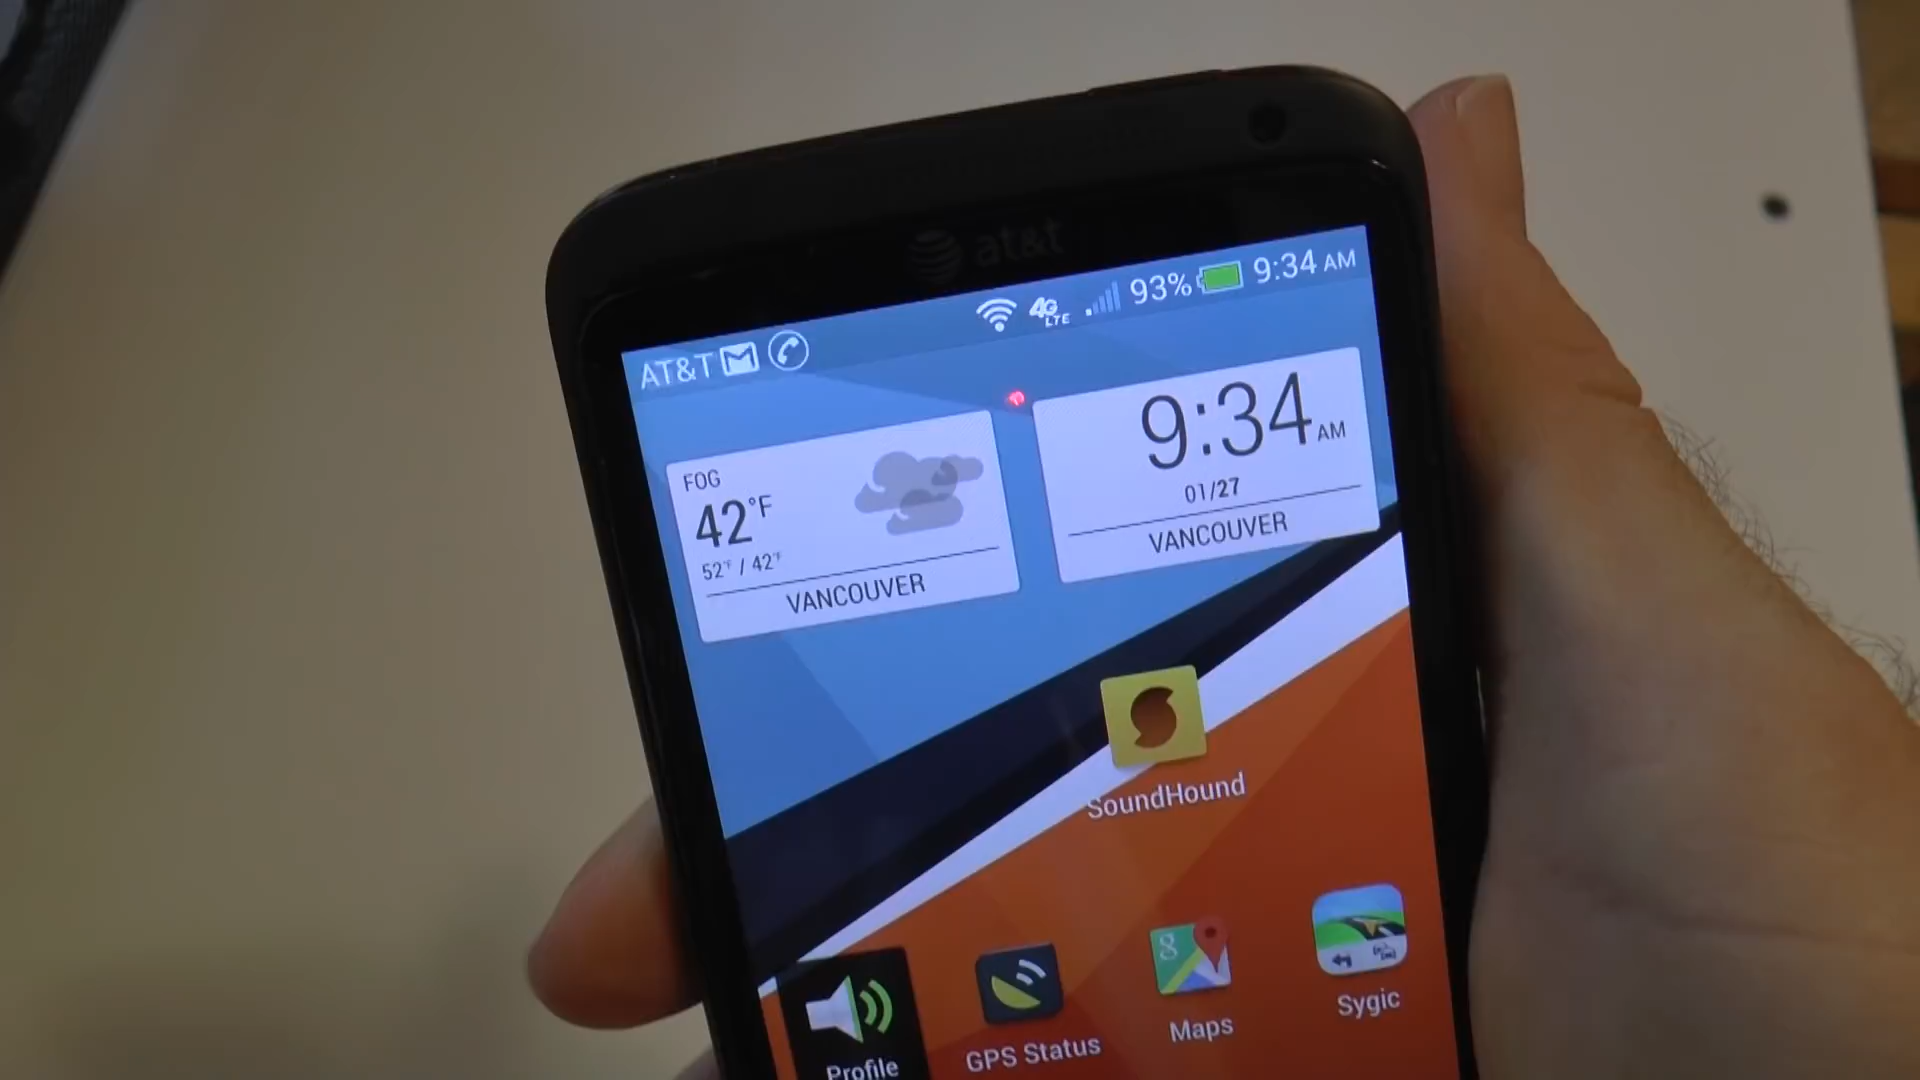 at&t
AT&T 4G LTE 93% 9:34 AM
FOG
42°F
52°F / 42°F
VANCOUVER
9:34 AM
01/27
VANCOUVER
SoundHound
8
Profile
GPS Status
Maps
Sygic